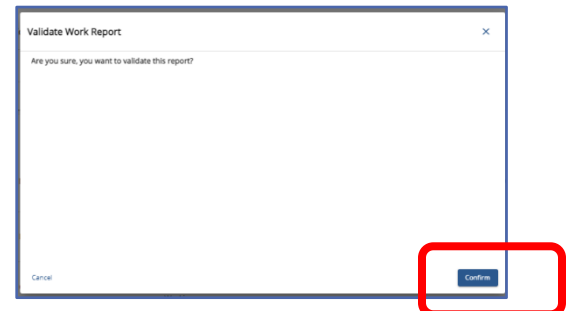 Validate Work Report
Are you sure, you want to validate this report?
Cancel
Confirm